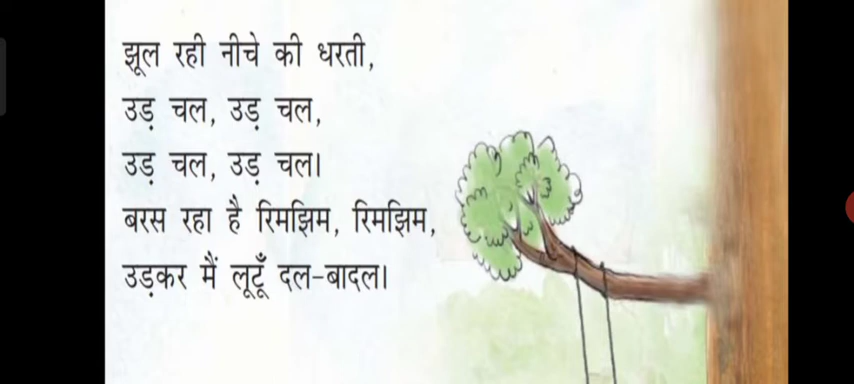 झूल रही नीचे की धरती,
उड़ चल, उड़ चल,
उड़ चल, उड़ चल।
बरस रहा है रिमझिम, रिमझिम,
उड़कर मैं लूटूँ दल-बादल।